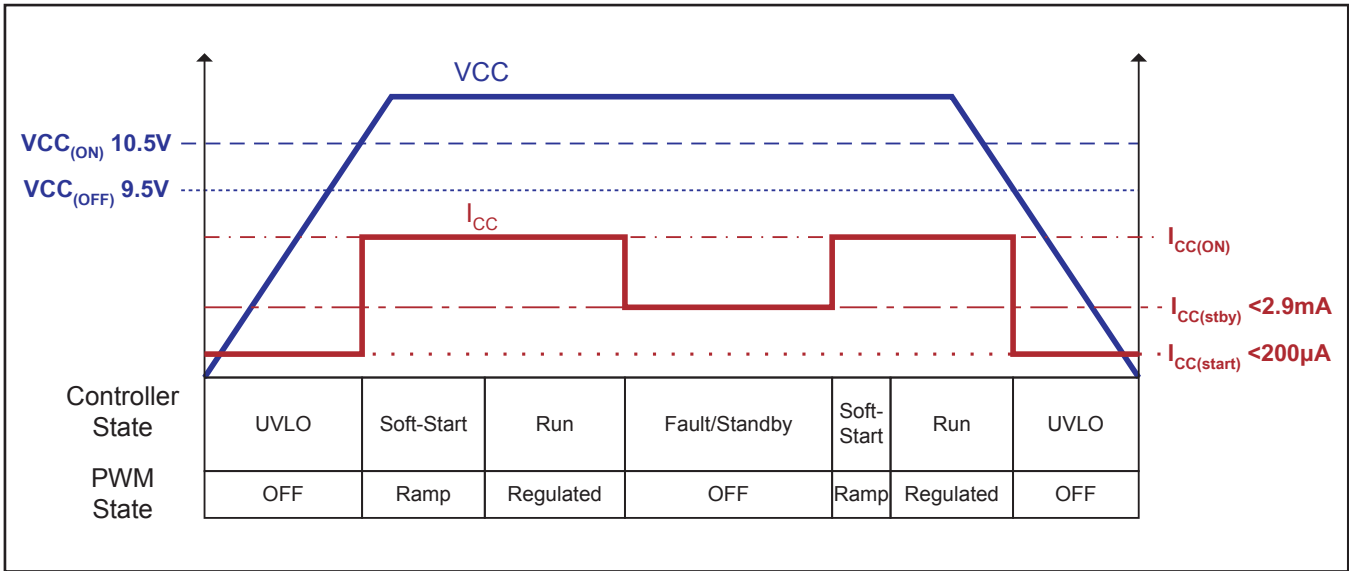 VCC
VCC(ON) 10.5V
VCC(OFF) 9.5V
ICC
ICC(ON)
ICC(stby) <2.9mA
ICC(start) <200µA
Controller State
UVLO
Soft-Start
Run
Fault/Standby
Soft-
Start
Run
UVLO
PWM State
OFF
Ramp
Regulated
OFF
Ramp
Regulated
OFF